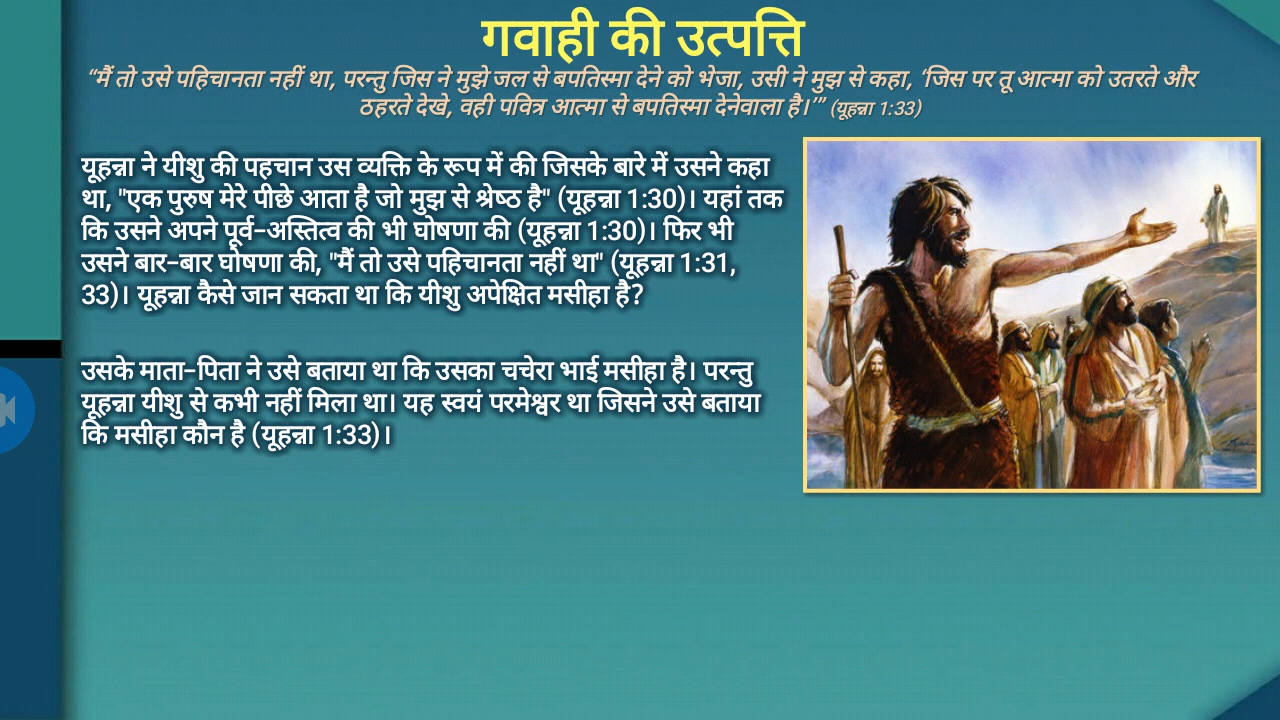 गवाही की उत्पत्ति
“मैं तो उसे पहिचानता नहीं था, परन्तु जिस ने मुझे जल से बपतिस्मा देने को भेजा, उसी ने मुझ से कहा, ‘जिस पर तू आत्मा को उतरते और
ठहरते देखे, वही पवित्र आत्मा से बपतिस्मा देनेवाला है।’” (यूहन्ना 1:33)
यूहन्ना ने यीशु की पहचान उस व्यक्ति के रूप में की जिसके बारे में उसने कहा
था, "एक पुरुष मेरे पीछे आता है जो मुझ से श्रेष्ठ है" (यूहन्ना 1:30)। यहां तक
कि उसने अपने पूर्व-अस्तित्व की भी घोषणा की (यूहन्ना 1:30)। फिर भी
उसने बार-बार घोषणा की, "मैं तो उसे पहिचानता नहीं था" (यूहन्ना 1:31,
33)। यूहन्ना कैसे जान सकता था कि यीशु अपेक्षित मसीहा है?
उसके माता-पिता ने उसे बताया था कि उसका चचेरा भाई मसीहा है। परन्तु
यूहन्ना यीशु से कभी नहीं मिला था। यह स्वयं परमेश्वर था जिसने उसे बताया
कि मसीहा कौन है (यूहन्ना 1:33)।